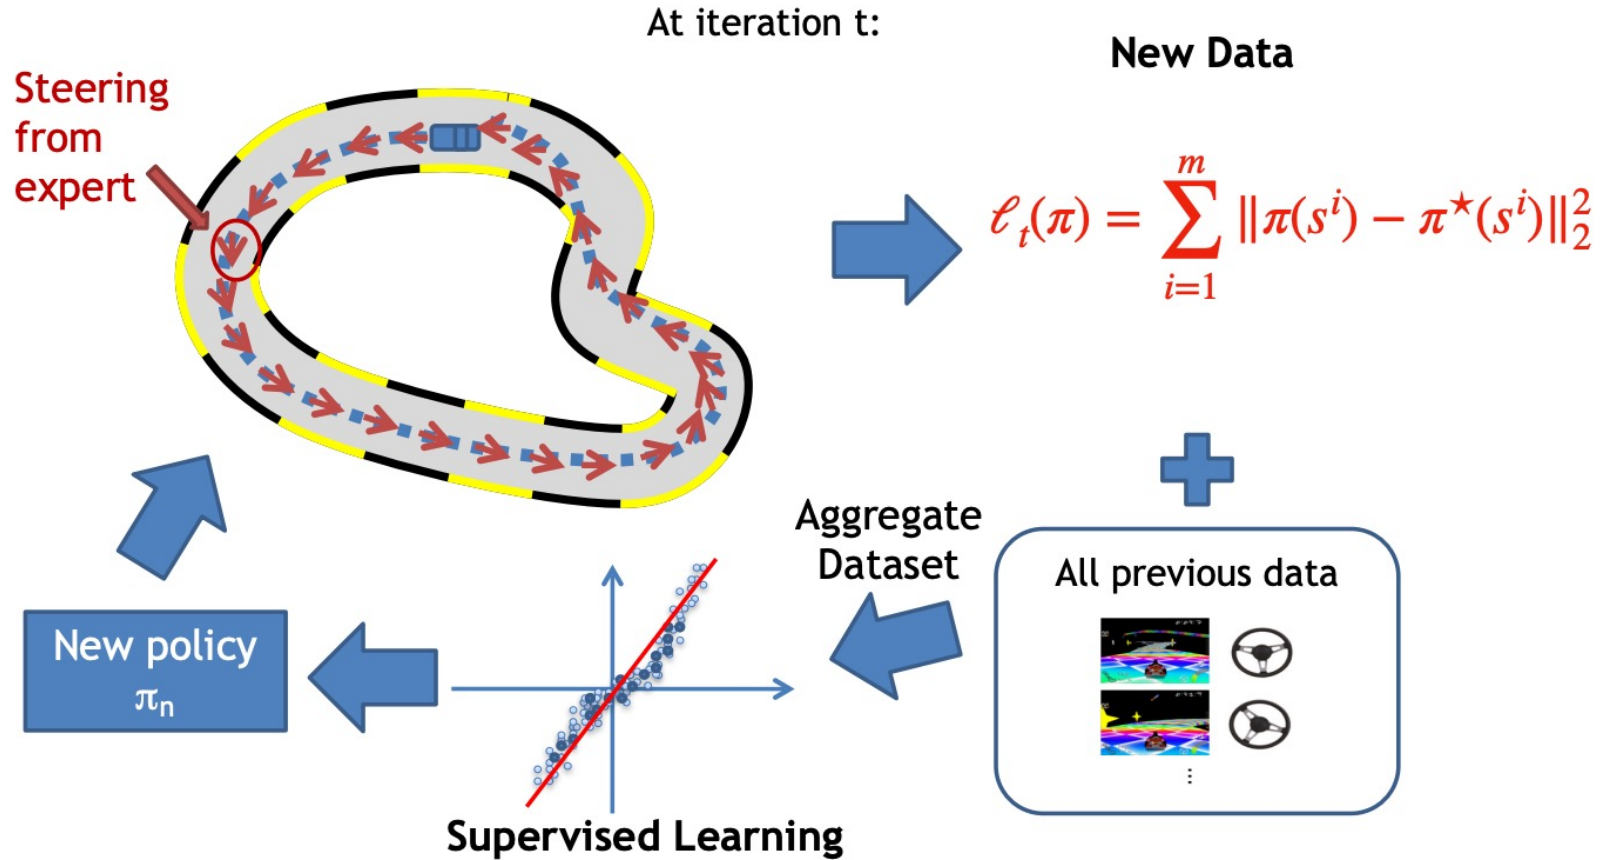 At iteration t:
New Data
Steering
from
expert
ℓ_t(π) = ∑_{i=1}^{m} ‖π(s^i) − π^⋆(s^i)‖_2^2
Aggregate
Dataset
All previous data
⋮
New policy
π_n
Supervised Learning